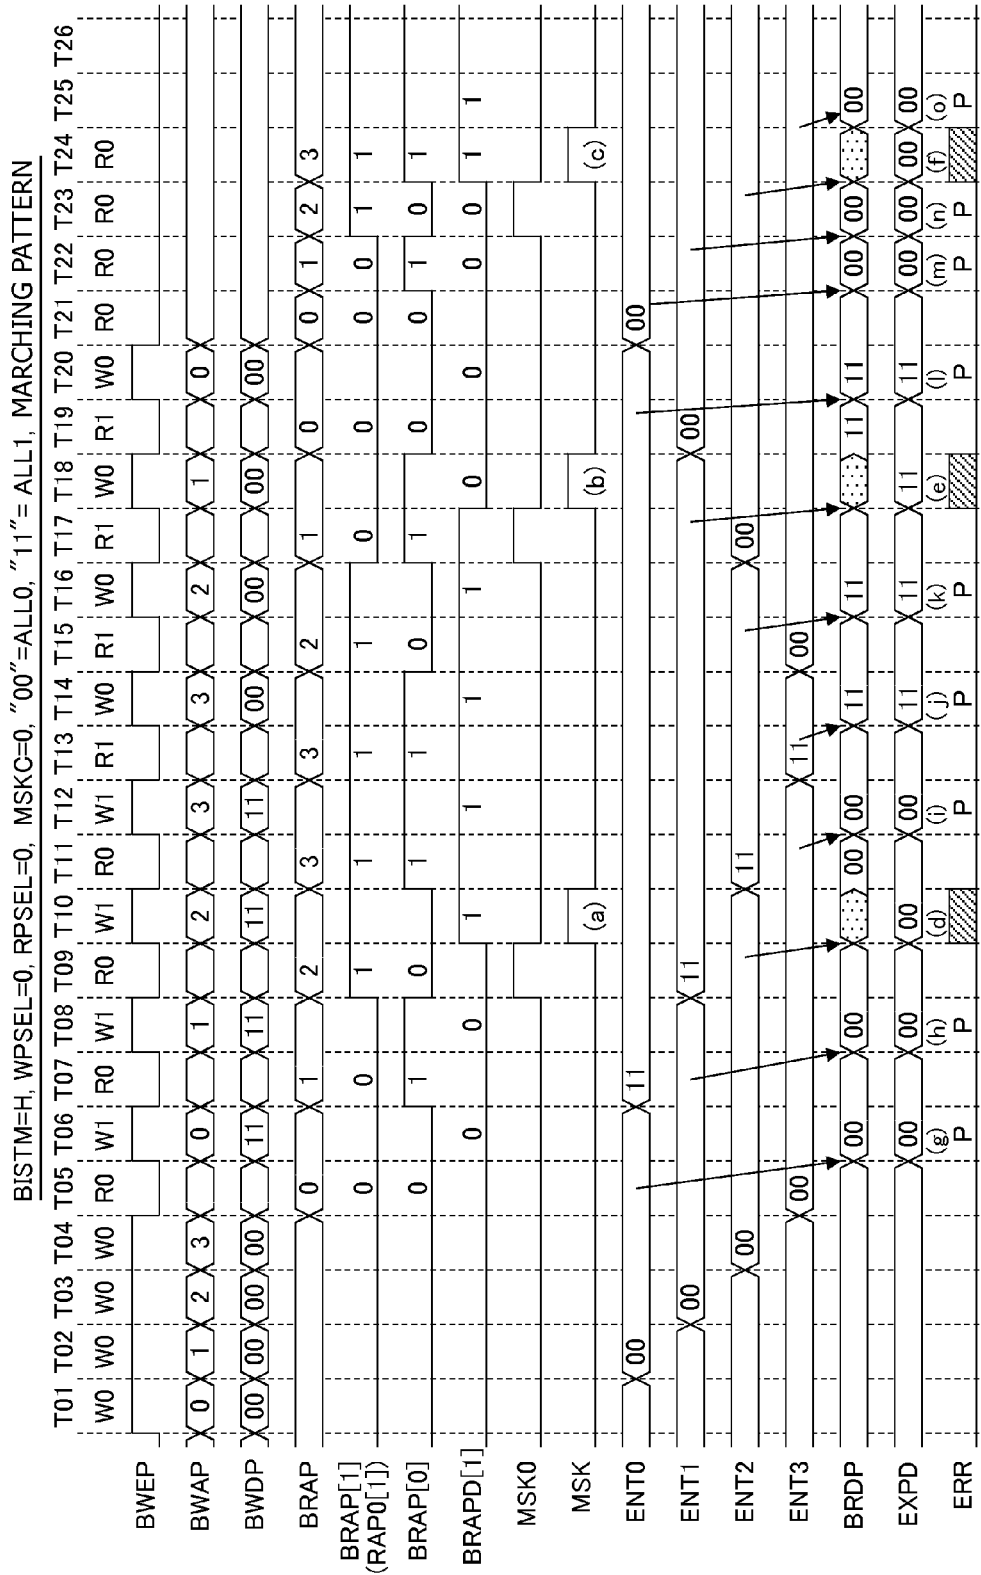 BISTM=H, WPSEL=0, RPSEL=0, MSKC=0, "00"=ALL0, "11"= ALL1, MARCHING PATTERN
T01 T02 T03 T04 T05 T06 T07 T08 T09 T10 T11 T12 T13 T14 T15 T16 T17 T18 T19 T20 T21 T22 T23 T24 T25 T26
W0 W0 W0 W0 R0 W1 R0 W1 R0 W1 R0 W1 R1 W0 R1 W0 R1 W0 R1 W0 R0 R0 R0 R0
BWEP
BWAP 0 1 2 3 0 1 2 3 3 2 1 0
BWDP 00 00 00 00 11 11 11 11 00 00 00 00
BRAP 0 1 2 3 3 2 1 0 0 1 2 3
BRAP[1] 0 0 1 1 1 1 0 0 0 0 1 1
(RAP0[1])
BRAP[0] 0 1 0 1 1 0 1 0 0 1 0 1
BRAPD[1] 0 0 1 1 1 1 0 0 0 0 1 1
MSK0
MSK (a) (b) (c)
ENT0 00 11 00
ENT1 00 11 00
ENT2 00 11 00
ENT3 00 11 00
BRDP 00 00 00 00 11 11 11 11 00 00 00
EXPD 00 00 00 00 11 11 11 11 00 00 00 00
(g) (h) (d) (i) (j) (k) (e) (l) (m) (n) (f) (o)
ERR P P P P P P P P P